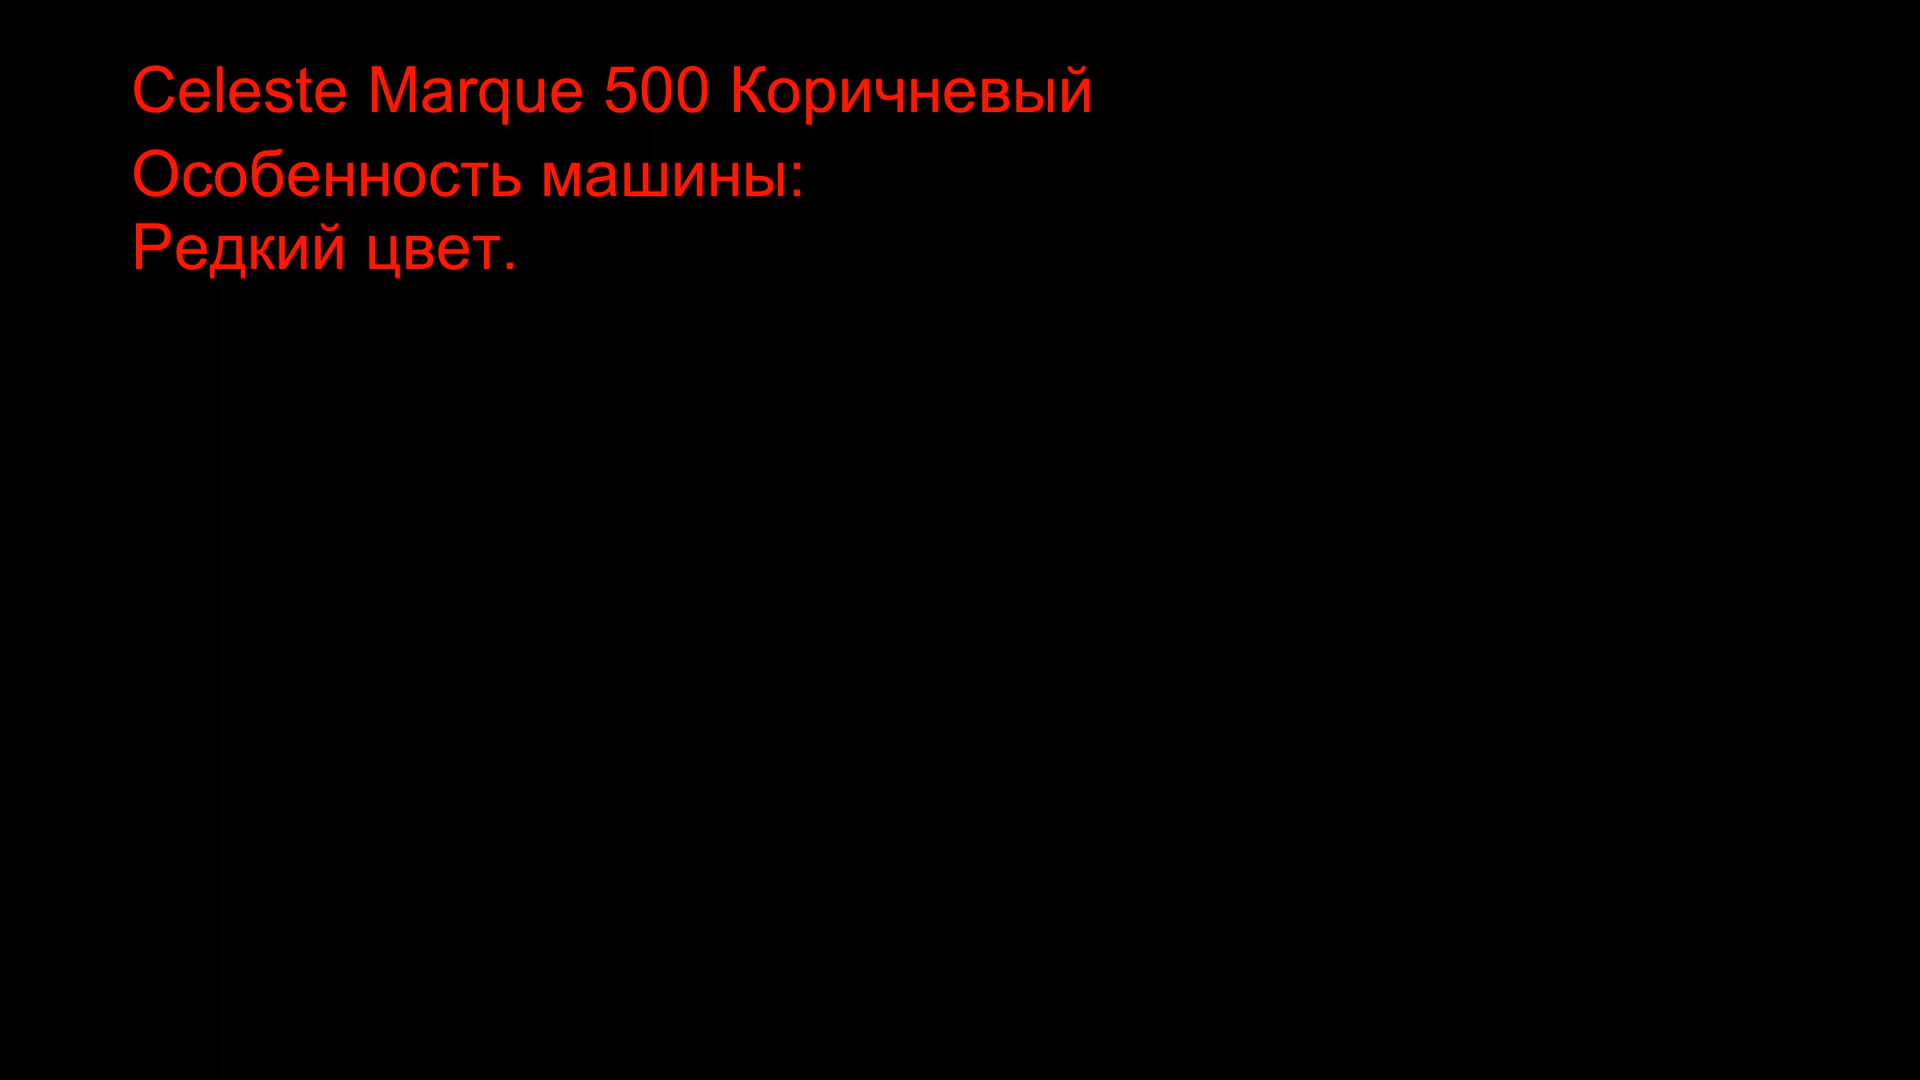 Celeste Marque 500 Коричневый
Особенность машины:
Редкий цвет.